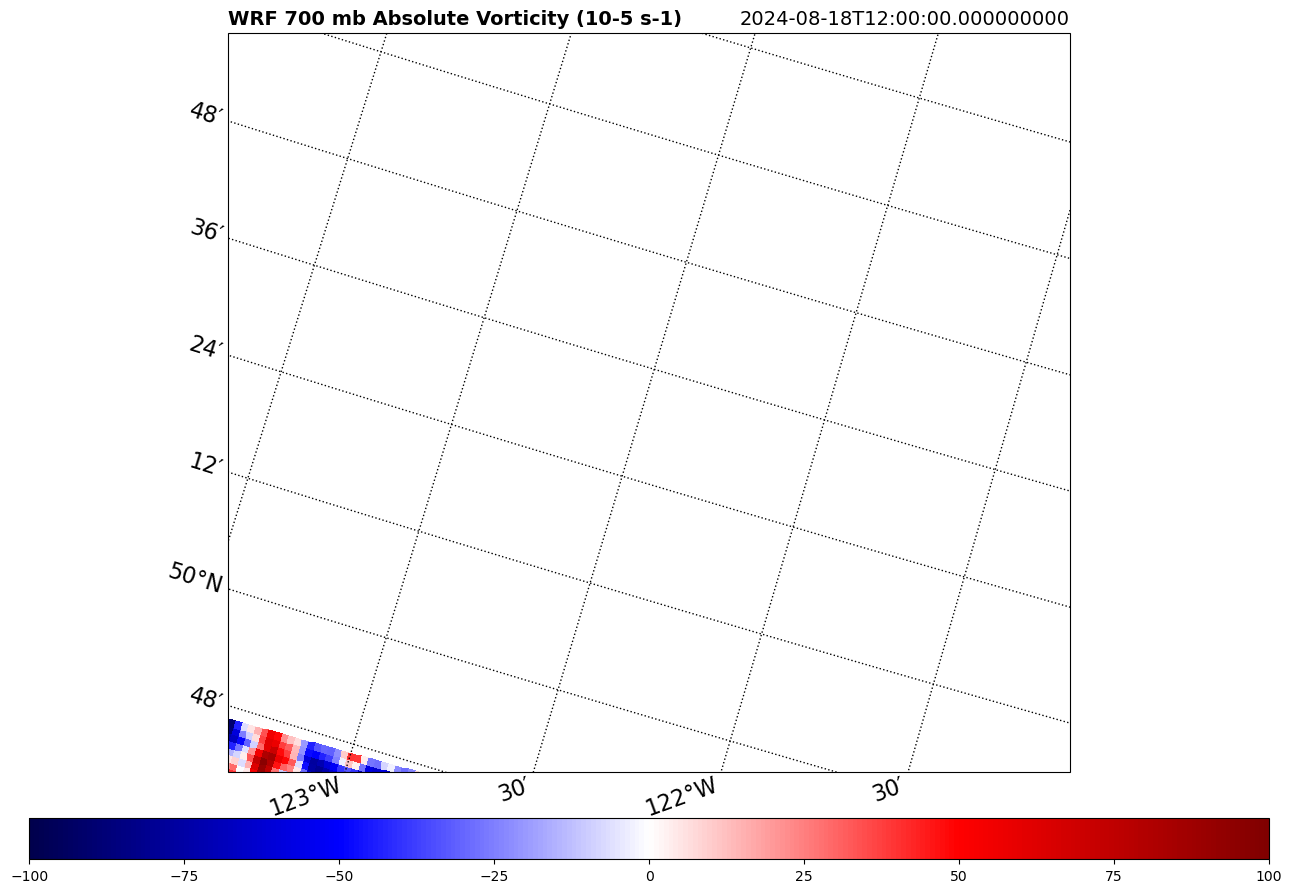 WRF 700 mb Absolute Vorticity (10-5 s-1) 2024-08-18T12:00:00.000000000
48′
36′
24′
12′
50°N
48′
123°W 30′ 122°W 30′
−100 −75 −50 −25 0 25 50 75 100